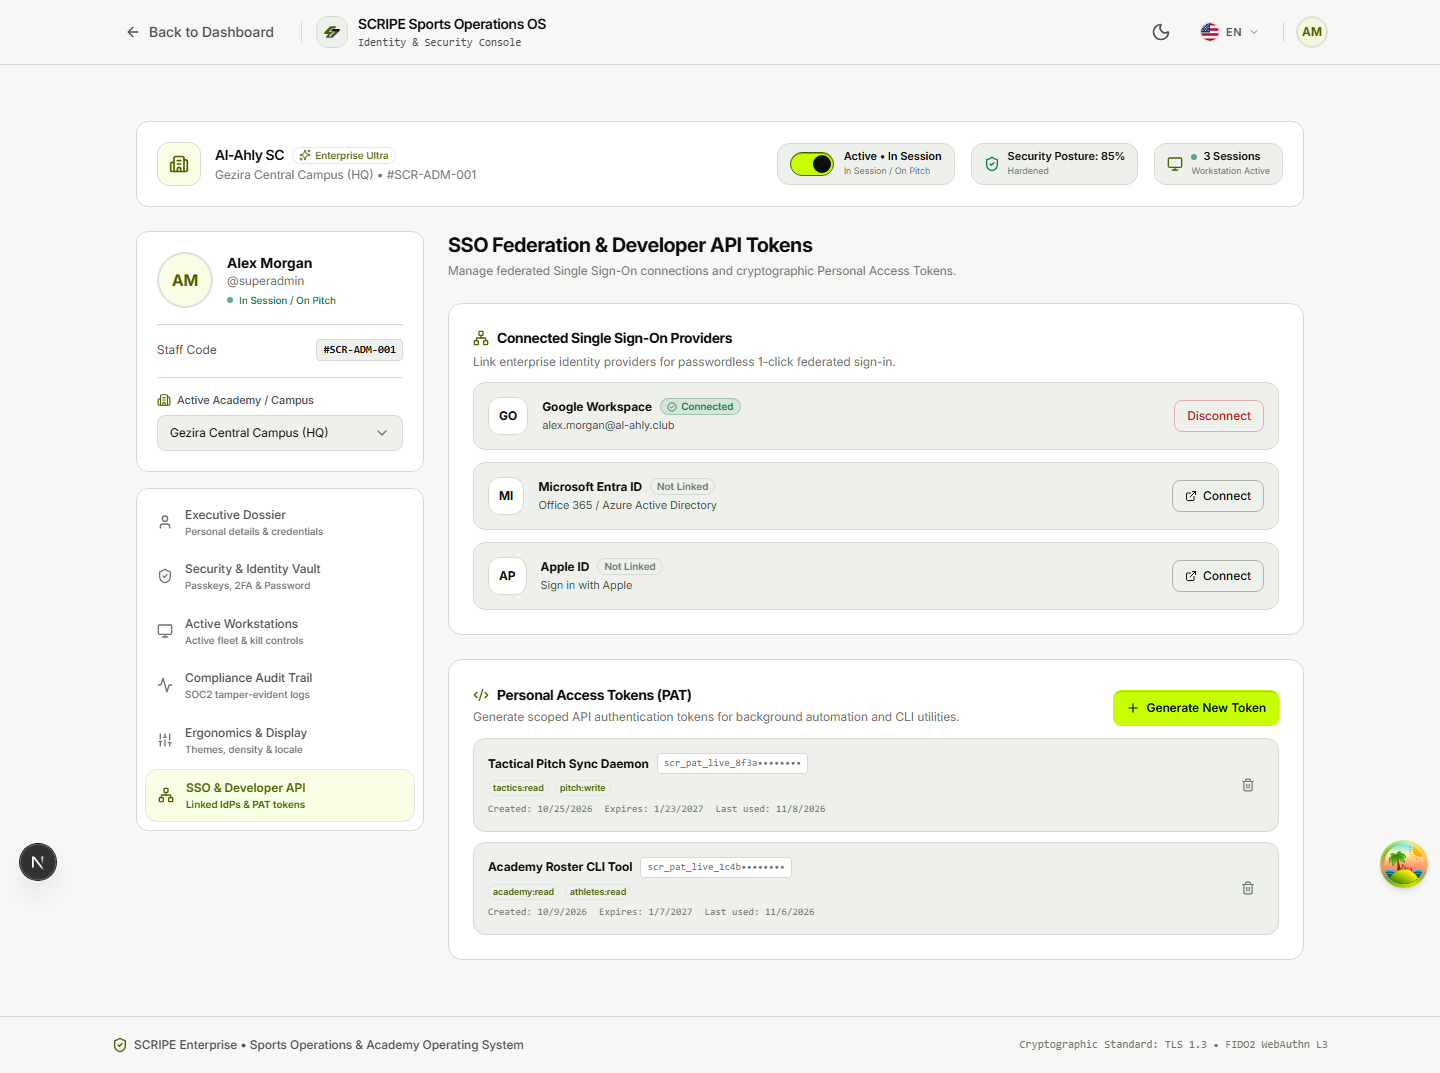 Back to Dashboard
SCRIPE Sports Operations OS
Identity & Security Console
EN
AM
Al-Ahly SC
Enterprise Ultra
Gezira Central Campus (HQ) • #SCR-ADM-001
Active • In Session
In Session / On Pitch
Security Posture: 85%
Hardened
3 Sessions
Workstation Active
AM
Alex Morgan
@superadmin
In Session / On Pitch
Staff Code
#SCR-ADM-001
Active Academy / Campus
Gezira Central Campus (HQ)
Executive Dossier
Personal details & credentials
Security & Identity Vault
Passkeys, 2FA & Password
Active Workstations
Active fleet & kill controls
Compliance Audit Trail
SOC2 tamper-evident logs
Ergonomics & Display
Themes, density & locale
SSO & Developer API
Linked IdPs & PAT tokens
SSO Federation & Developer API Tokens
Manage federated Single Sign-On connections and cryptographic Personal Access Tokens.
Connected Single Sign-On Providers
Link enterprise identity providers for passwordless 1-click federated sign-in.
GO
Google Workspace
Connected
alex.morgan@al-ahly.club
Disconnect
MI
Microsoft Entra ID
Not Linked
Office 365 / Azure Active Directory
Connect
AP
Apple ID
Not Linked
Sign in with Apple
Connect
Personal Access Tokens (PAT)
Generate scoped API authentication tokens for background automation and CLI utilities.
Generate New Token
Tactical Pitch Sync Daemon
scr_pat_live_8f3a••••••••
tactics:read pitch:write
Created: 10/25/2026 Expires: 1/23/2027 Last used: 11/8/2026
Academy Roster CLI Tool
scr_pat_live_1c4b••••••••
academy:read athletes:read
Created: 10/9/2026 Expires: 1/7/2027 Last used: 11/6/2026
N
SCRIPE Enterprise • Sports Operations & Academy Operating System
Cryptographic Standard: TLS 1.3 • FIDO2 WebAuthn L3